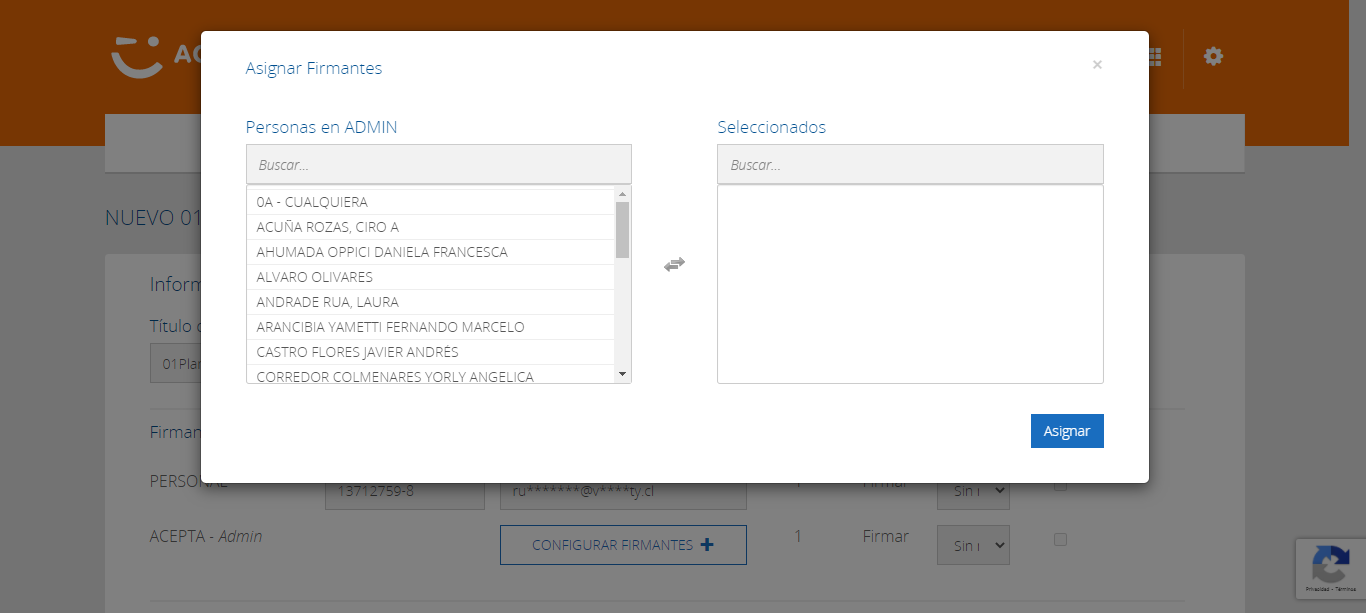 AC
Asignar Firmantes
×
Personas en ADMIN
Seleccionados
Buscar...
Buscar...
0A - CUALQUIERA
ACUÑA ROZAS, CIRO A
AHUMADA OPPICI DANIELA FRANCESCA
ALVARO OLIVARES
ANDRADE RUA, LAURA
ARANCIBIA YAMETTI FERNANDO MARCELO
CASTRO FLORES JAVIER ANDRÉS
CORREDOR COLMENARES YORLY ANGELICA
Asignar
NUEVO 01
Inform
Título
01Plan
Firman
PERSONAL
13712759-8
ru*******@v****ty.cl
1
Firmar
Sin
ACEPTA - Admin
CONFIGURAR FIRMANTES +
1
Firmar
Sin
Privacidad - Términos